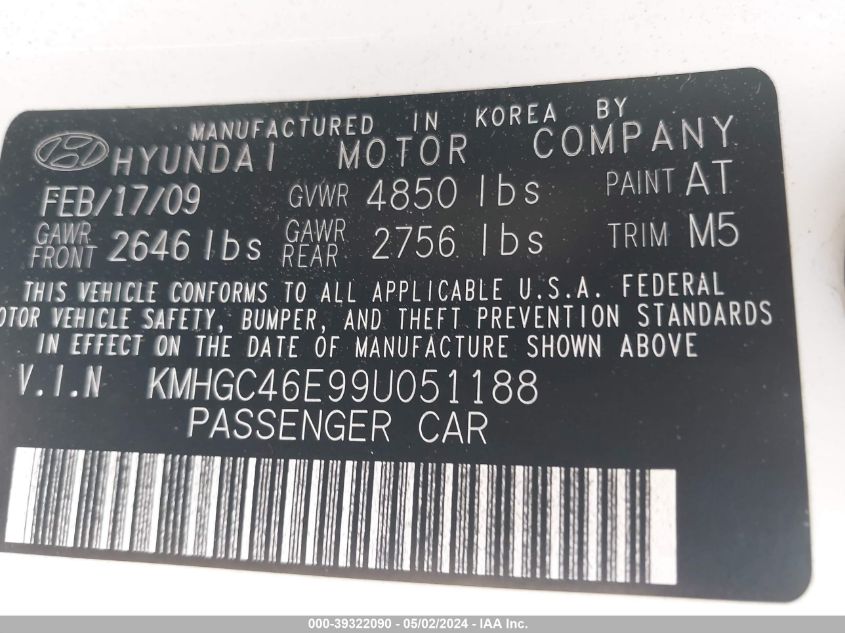 MANUFACTURED IN KOREA BY
HYUNDAI MOTOR COMPANY
FEB/17/09 GVWR 4850 lbs PAINT AT
GAWR FRONT 2646 lbs GAWR REAR 2756 lbs TRIM M5
THIS VEHICLE CONFORMS TO ALL APPLICABLE U.S.A. FEDERAL
OTOR VEHICLE SAFETY, BUMPER, AND THEFT PREVENTION STANDARDS
IN EFFECT ON THE DATE OF MANUFACTURE SHOWN ABOVE
V.I.N KMHGC46E99U051188
PASSENGER CAR
000-39322090 - 05/02/2024 - IAA Inc.